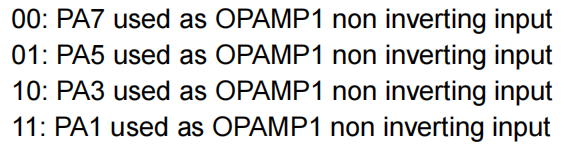 00: PA7 used as OPAMP1 non inverting input
01: PA5 used as OPAMP1 non inverting input
10: PA3 used as OPAMP1 non inverting input
11: PA1 used as OPAMP1 non inverting input